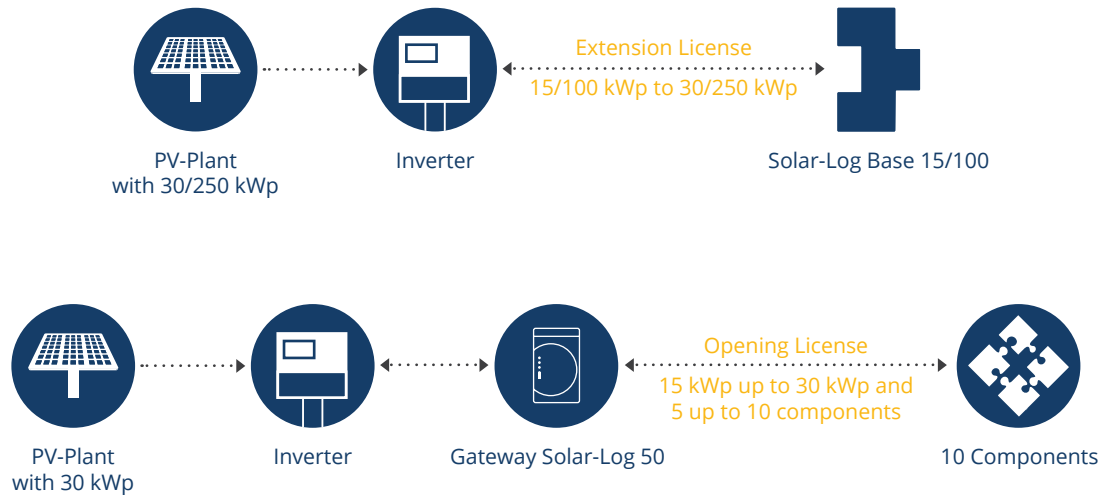 Extension License
15/100 kWp to 30/250 kWp
PV-Plant
with 30/250 kWp
Inverter
Solar-Log Base 15/100
Opening License
15 kWp up to 30 kWp and
5 up to 10 components
PV-Plant
with 30 kWp
Inverter
Gateway Solar-Log 50
10 Components